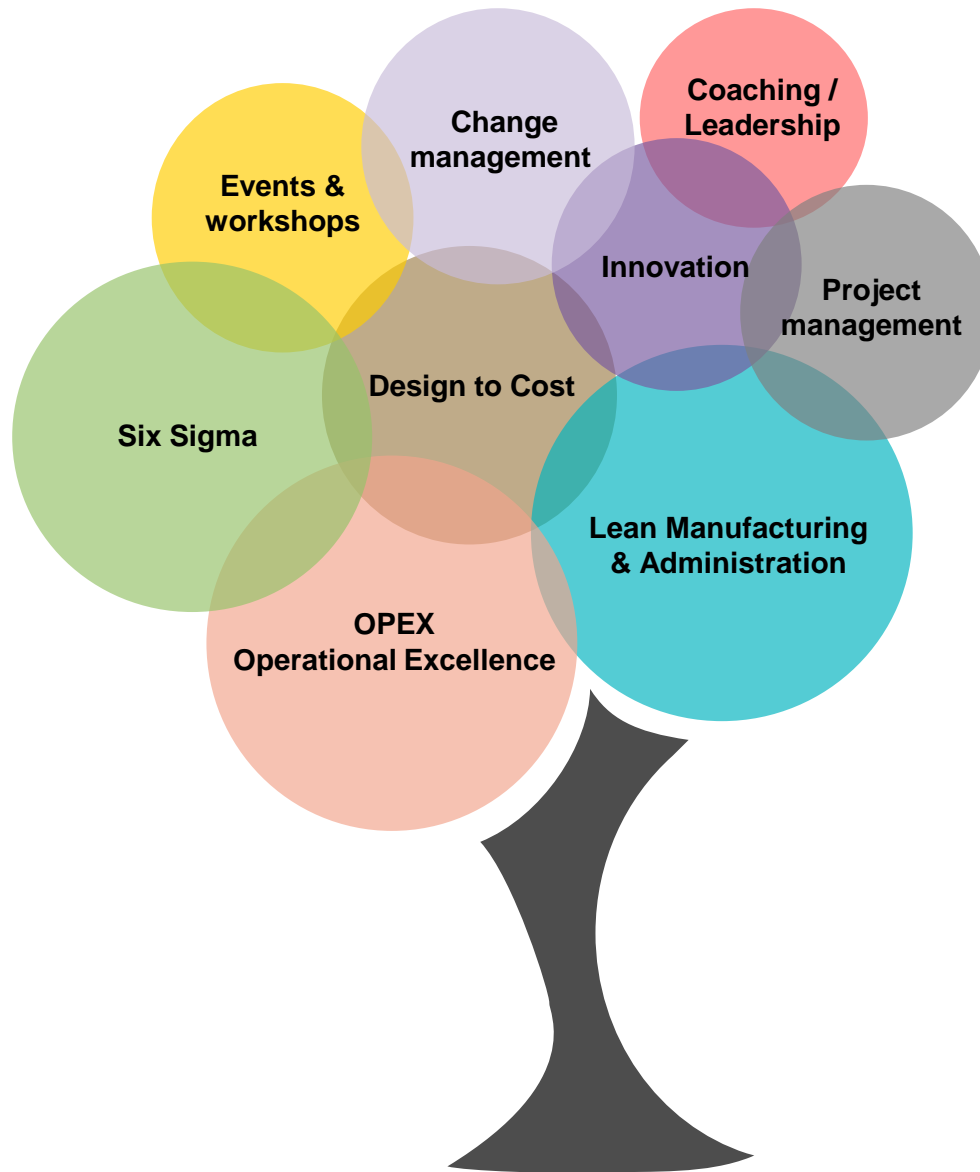 Coaching /
Leadership
Change
management
Events &
workshops
Innovation
Project
management
Design to Cost
Six Sigma
Lean Manufacturing
& Administration
OPEX
Operational Excellence